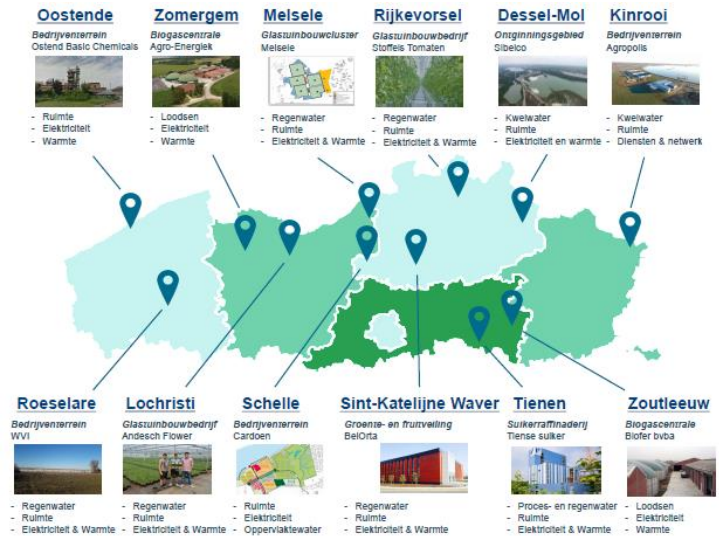 Oostende
Bedrijventerrein
Ostend Basic Chemicals
- Ruimte
- Elektriciteit
- Warmte
Zomergem
Biogascentrale
Agro-Energiek
- Loodsen
- Elektriciteit
- Warmte
Melsele
Glastuinbouwcluster
Melsele
- Regenwater
- Ruimte
- Elektriciteit & Warmte
Rijkevorsel
Glastuinbouwbedrijf
Stoffels Tomaten
- Regenwater
- Ruimte
- Elektriciteit & Warmte
Dessel-Mol
Ontginningsgebied
Sibelco
- Kwelwater
- Ruimte
- Elektriciteit en warmte
Kinrooi
Bedrijventerrein
Agropolis
- Kwelwater
- Ruimte
- Diensten & netwerk
Roeselare
Bedrijventerrein
WVI
- Regenwater
- Ruimte
- Elektriciteit & Warmte
Lochristi
Glastuinbouwbedrijf
Andesch Flower
- Regenwater
- Ruimte
- Elektriciteit & Warmte
Schelle
Bedrijventerrein
Cardoen
- Ruimte
- Elektriciteit
- Oppervlaktewater
Sint-Katelijne Waver
Groente- en fruitveiling
BelOrta
- Regenwater
- Ruimte
- Elektriciteit & Warmte
Tienen
Suikerraffinaderij
Tiense suiker
- Proces- en regenwater
- Ruimte
- Elektriciteit & Warmte
Zoutleeuw
Biogascentrale
Biofer bvba
- Loodsen
- Elektriciteit
- Warmte